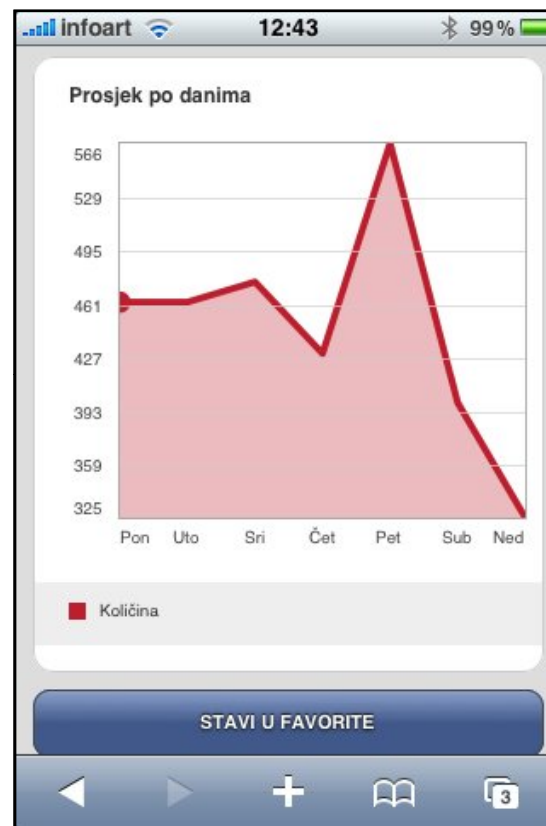 infoart 12:43 99%
Prosjek po danima
566
529
495
461
427
393
359
325
Pon Uto Sri Čet Pet Sub Ned
Količina
STAVI U FAVORITE
3